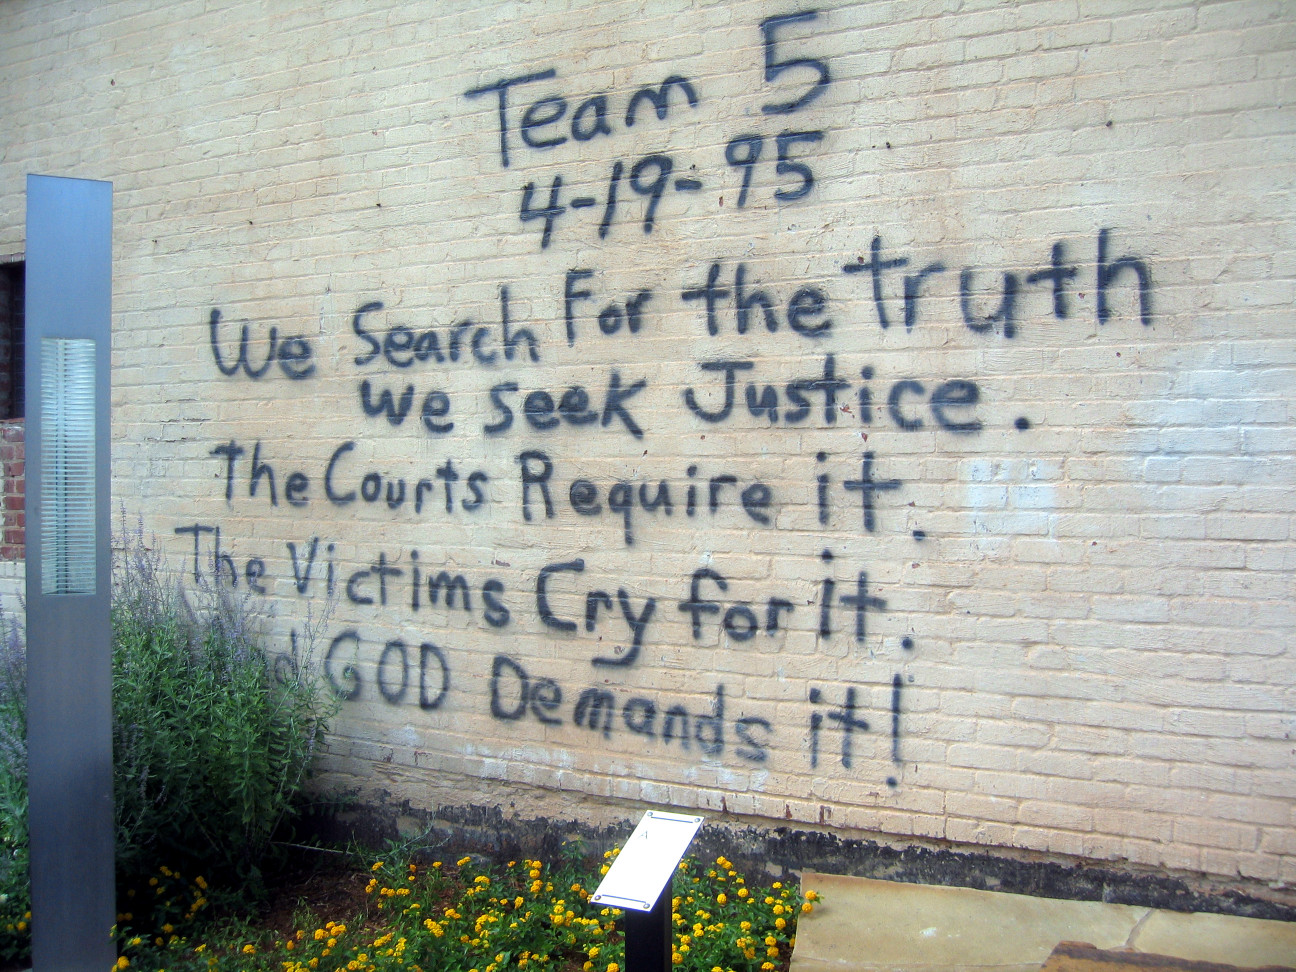 Team 5
4-19-95
We Search For the truth
we seek Justice.
The Courts Require it.
The Victims Cry for it.
GOD Demands it!